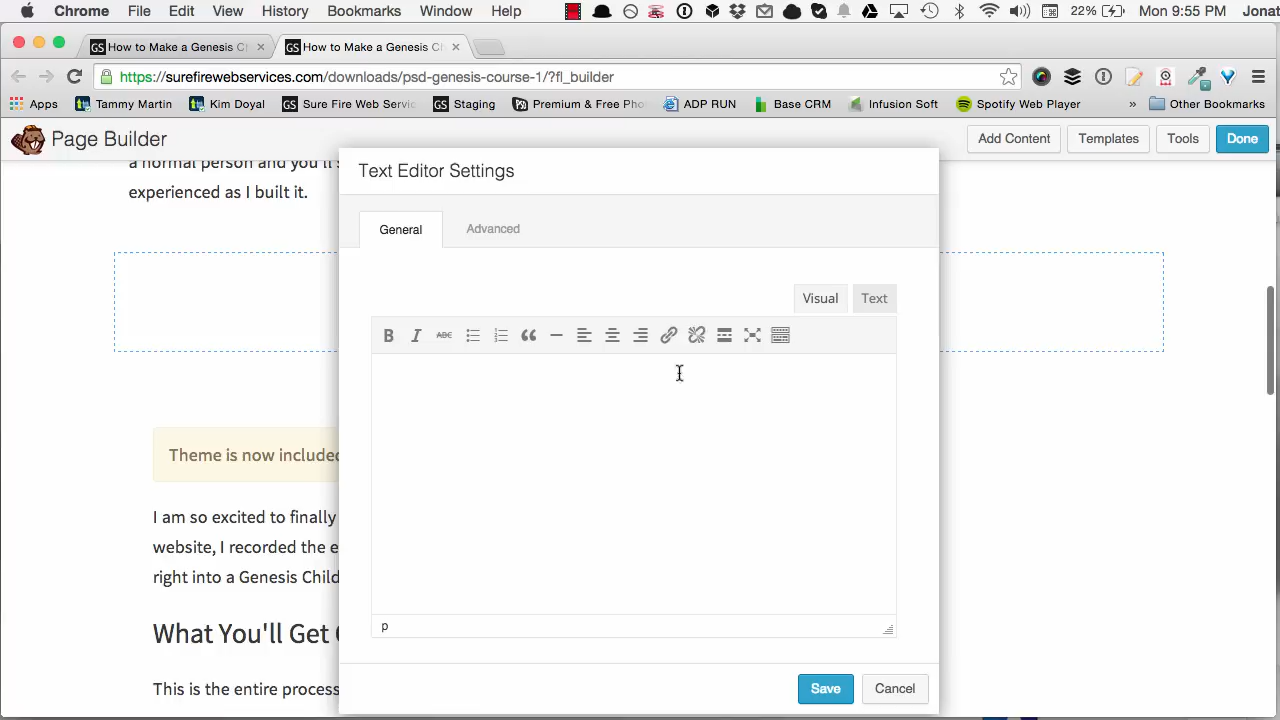 Chrome File Edit View History Bookmarks Window Help 22% Mon 9:55 PM Jonat
GS How to Make a Genesis C × GS How to Make a Genesis C ×
https://surefirewebservices.com/downloads/psd-genesis-course-1/?fl_builder
Apps Tammy Martin Kim Doyal GS Sure Fire Web Servic GS Staging Premium & Free Pho ADP RUN Base CRM Infusion Soft Spotify Web Player » Other Bookmarks
Page Builder Add Content Templates Tools Done
a normal person and you'll s
experienced as I built it.
Text Editor Settings
General Advanced
Visual Text
B I ABC
p
Save Cancel
Theme is now included
I am so excited to finally
website, I recorded the e
right into a Genesis Child
What You'll Get
This is the entire process